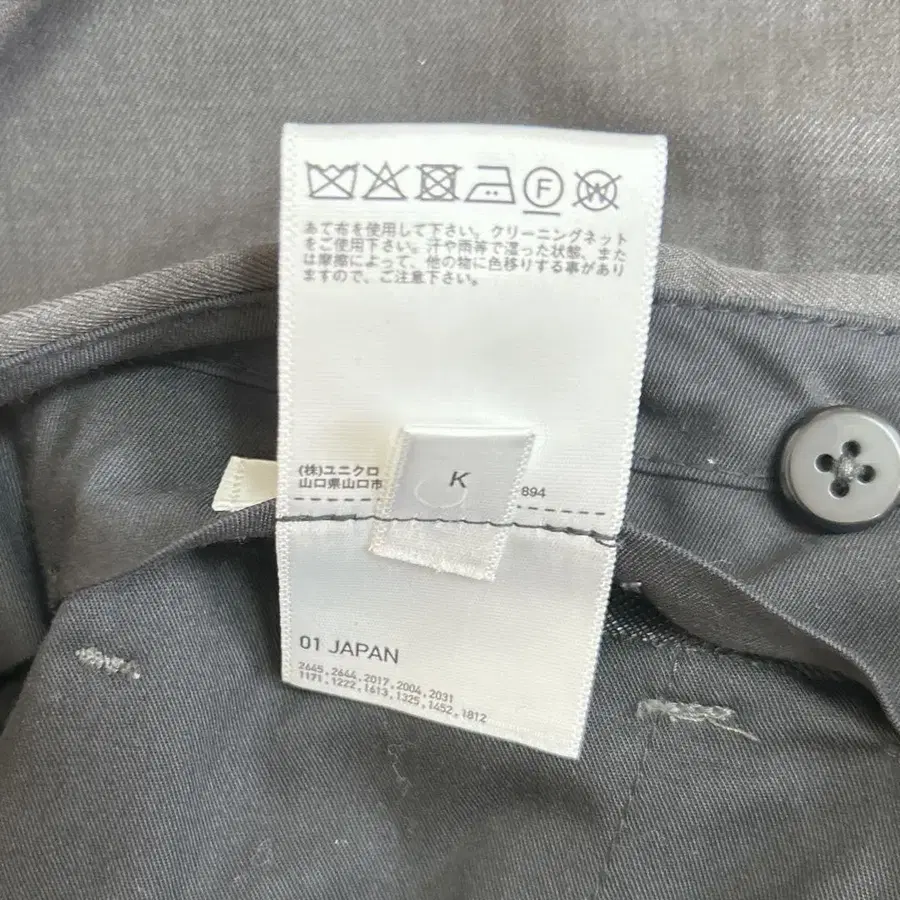 F W
あて布を使用して下さい。クリーニングネット
をご使用下さい。汗や雨等で湿った状態、また
は摩擦によって、他の物に色移りする事があり
ますので、ご注意下さい。
(株)ユニクロ
山口県山口市
894
K
01 JAPAN
2645,2644,2017,2004,2031
1171,1222,1613,1325,1452,1812